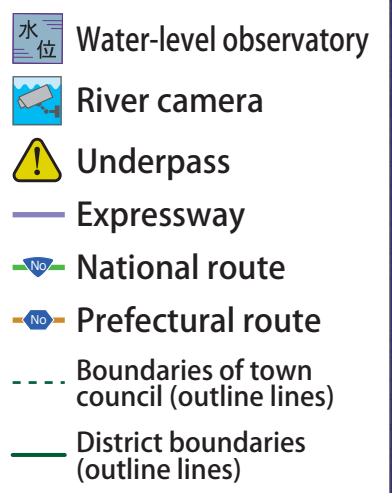 水位 Water-level observatory
River camera
! Underpass
Expressway
No National route
No Prefectural route
Boundaries of town
council (outline lines)
District boundaries
(outline lines)